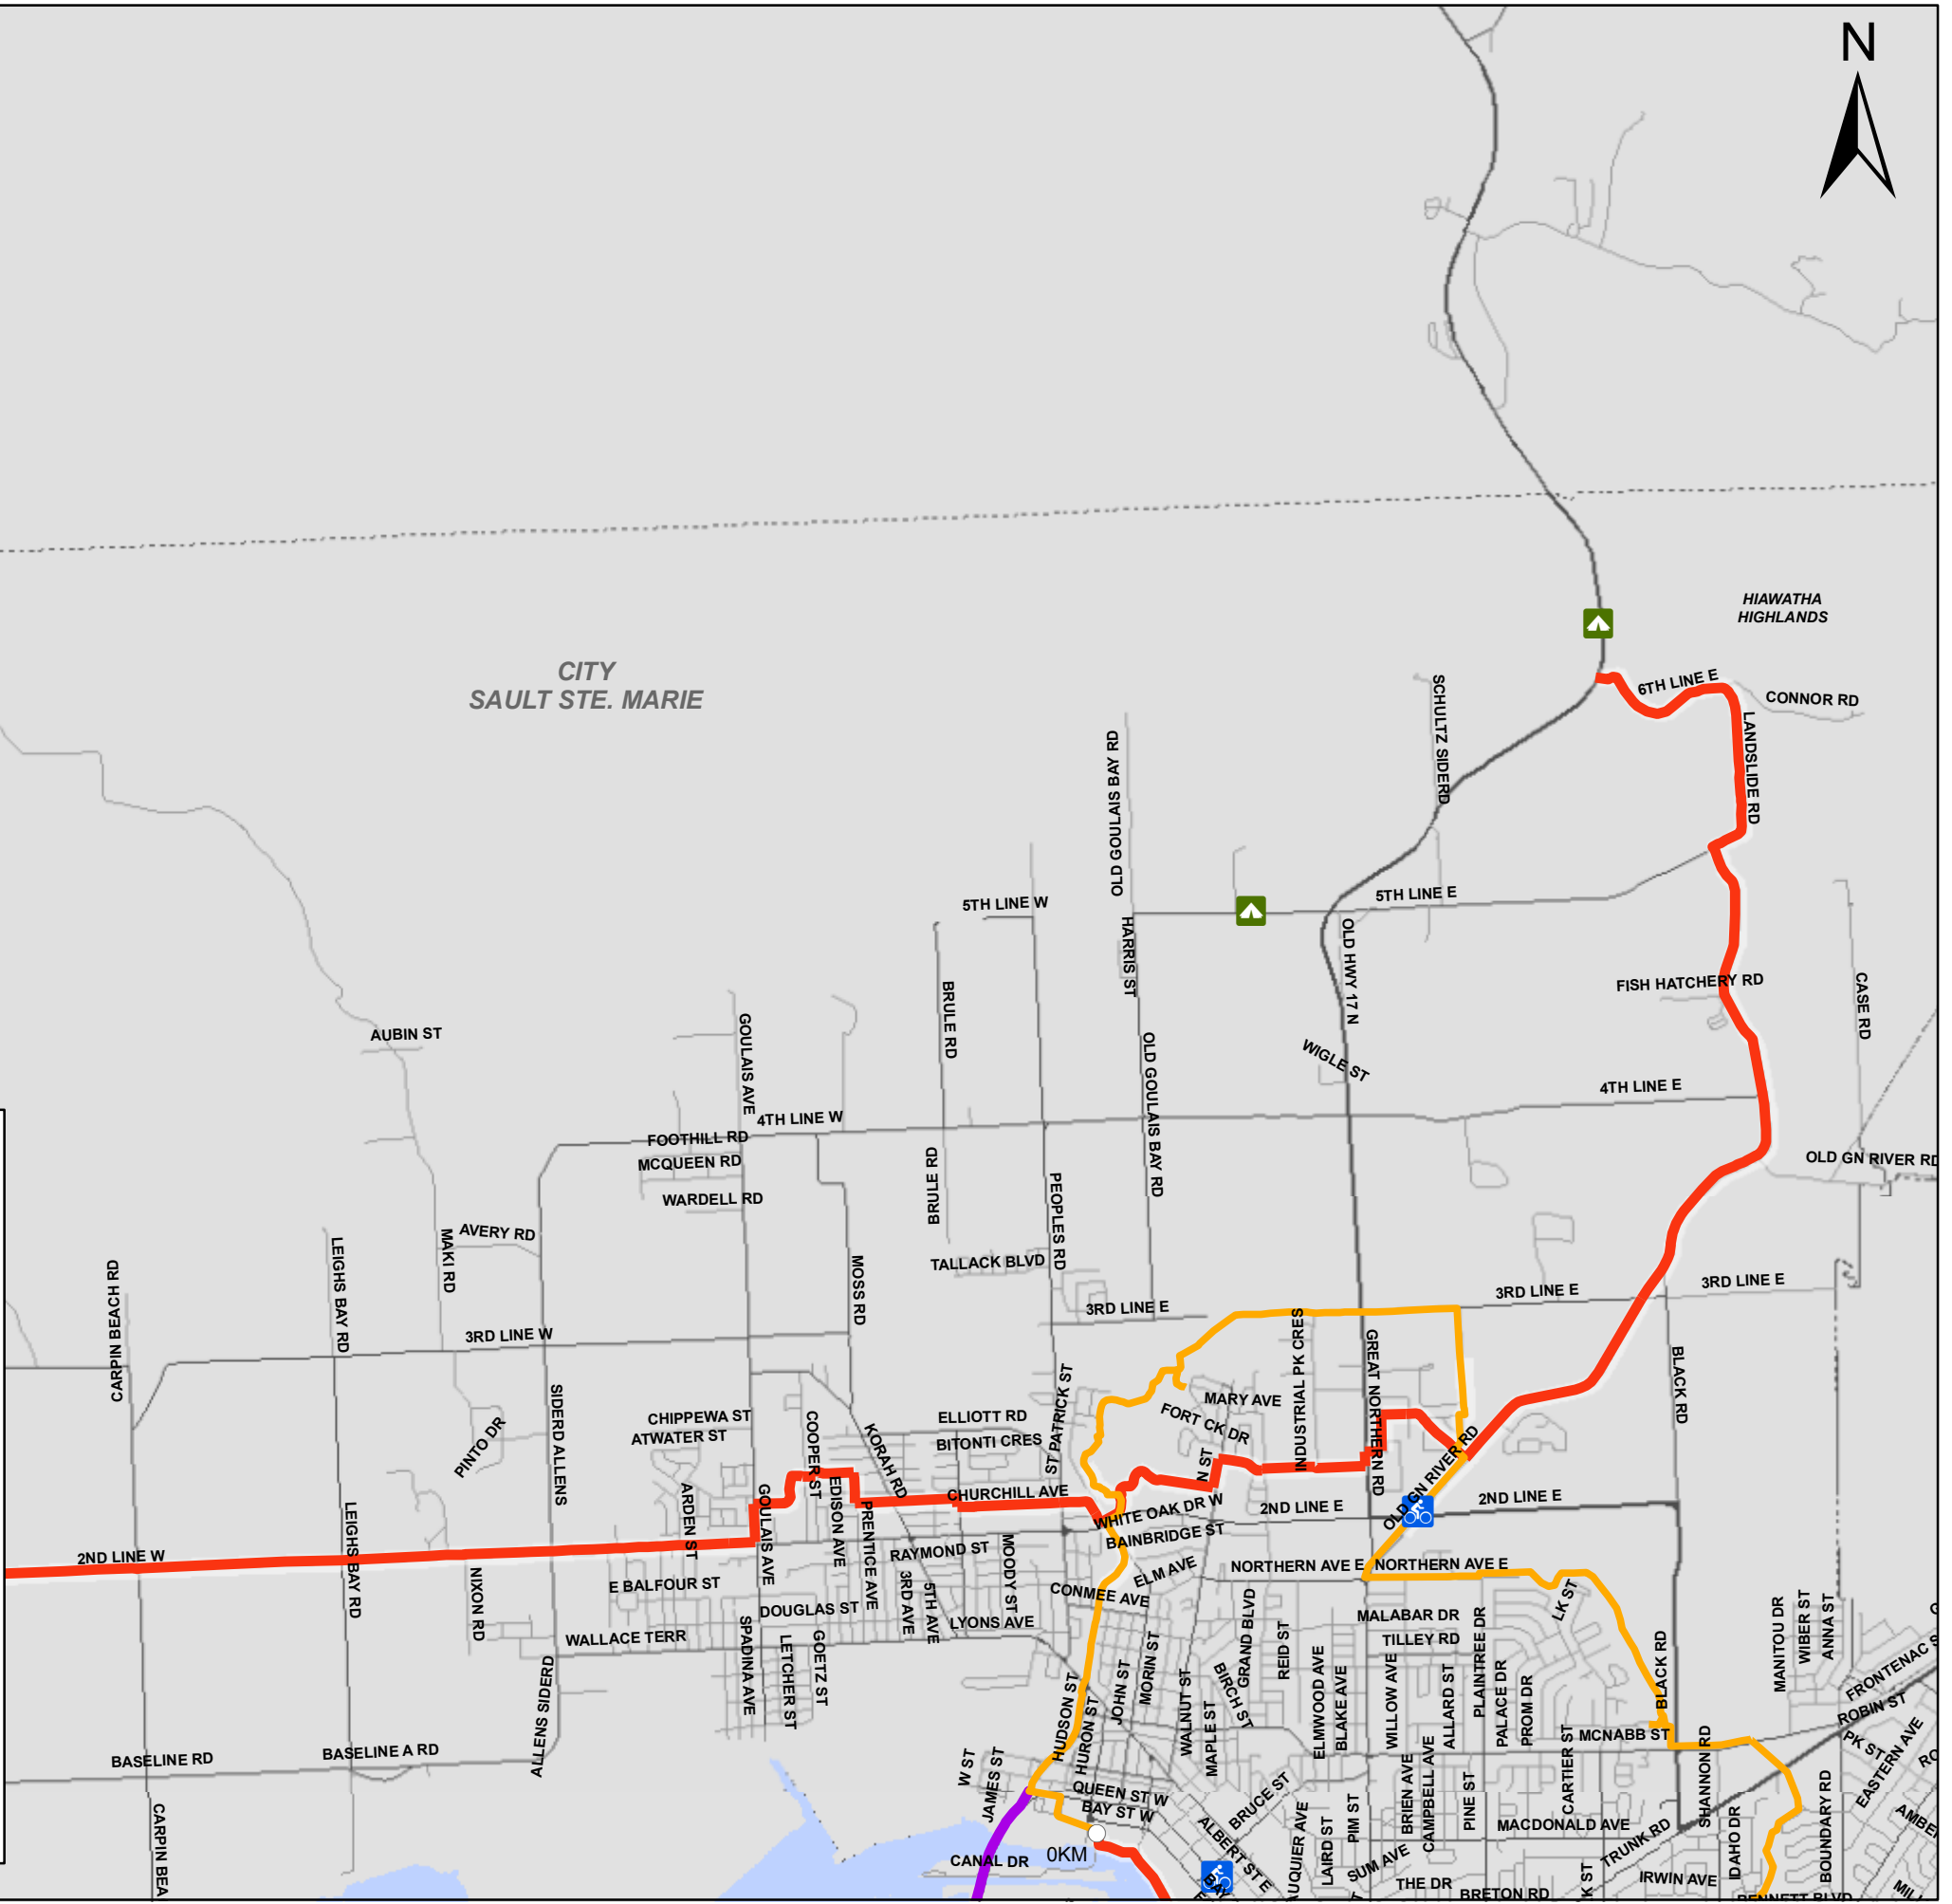 N
HIAWATHA
HIGHLANDS
CITY
SAULT STE. MARIE
6TH LINE E
CONNOR RD
SCHULTZ SIDERD
LANDSLIDE RD
OLD GOULAIS BAY RD
5TH LINE W
5TH LINE E
HARRIS ST
OLD HWY 17 N
FISH HATCHERY RD
CASE RD
BRULE RD
AUBIN ST
GOULAIS AVE
OLD GOULAIS BAY RD
WIGLE ST
4TH LINE E
4TH LINE W
FOOTHILL RD
MCQUEEN RD
WARDELL RD
BRULE RD
PEOPLES RD
OLD GN RIVER RD
AVERY RD
MAKI RD
LEIGHS BAY RD
CARPIN BEACH RD
TALLACK BLVD
MOSS RD
3RD LINE E
3RD LINE E
3RD LINE E
3RD LINE W
INDUSTRIAL PK CRES
GREAT NORTHERN RD
BLACK RD
ST PATRICK ST
MARY AVE
FORT CK DR
SIDERD ALLENS
CHIPPEWA ST
ATWATER ST
COOPER ST
KORAH RD
ELLIOTT RD
BITONTI CRES
PINTO DR
N ST
OLD GN RIVER RD
CHURCHILL AVE
WHITE OAK DR W
2ND LINE E
2ND LINE E
ARDEN ST
GOULAIS AVE
EDISON AVE
PRENTICE AVE
BAINBRIDGE ST
2ND LINE W
LEIGHS BAY RD
RAYMOND ST
MOODY ST
ELM AVE
NORTHERN AVE E
NORTHERN AVE E
NIXON RD
E BALFOUR ST
3RD AVE
5TH AVE
CONMEE AVE
LK ST
DOUGLAS ST
LYONS AVE
GRAND BLVD
MALABAR DR
WALLACE TERR
SPADINA AVE
LETCHER ST
GOETZ ST
TILLEY RD
PLAINTREE DR
MANITOU DR
WIBER ST
ANNA ST
REID ST
MORIN ST
JOHN ST
HUDSON ST
HURON ST
WALNUT ST
BIRCH ST
MAPLE ST
ELMWOOD AVE
BLAKE AVE
WILLOW AVE
ALLARD ST
PALACE DR
PROM DR
BLACK RD
FRONTENAC S
ROBIN ST
ALLENS SIDERD
BASELINE RD
BASELINE A RD
MCNABB ST
PK ST
EASTERN AVE
W ST
JAMES ST
QUEEN ST W
BAY ST W
BRUCE ST
BRIEN AVE
CAMPBELL AVE
PINE ST
CARTIER ST
SHANNON RD
BOUNDARY RD
CARPIN BEA
ALBERT ST E
UQUIER AVE
LAIRD ST
PIM ST
MACDONALD AVE
TRUNK RD
IDAHO DR
0KM
CANAL DR
SUM AVE
THE DR
K ST
IRWIN AVE
BRETON RD
BENNETT BLVD